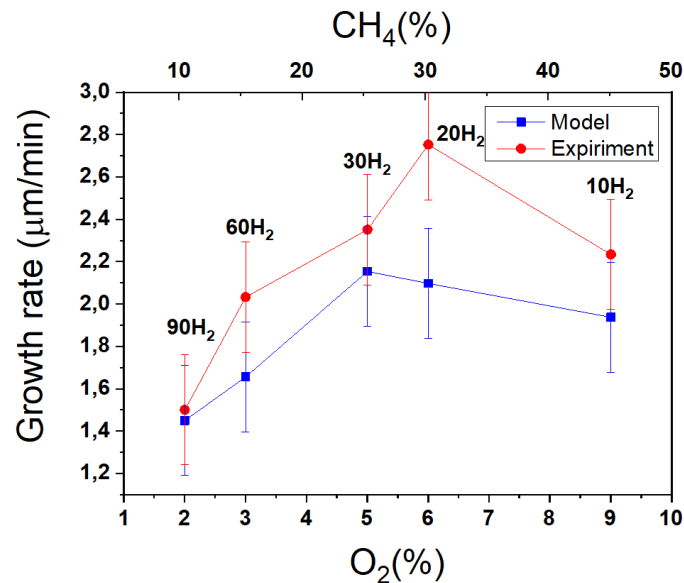 CH₄(%)
10 20 30 40 50
Growth rate (μm/min)
3,0
2,8
2,6
2,4
2,2
2,0
1,8
1,6
1,4
1,2
Model
Expiriment
90H₂
60H₂
30H₂
20H₂
10H₂
1 2 3 4 5 6 7 8 9 10
O₂(%)